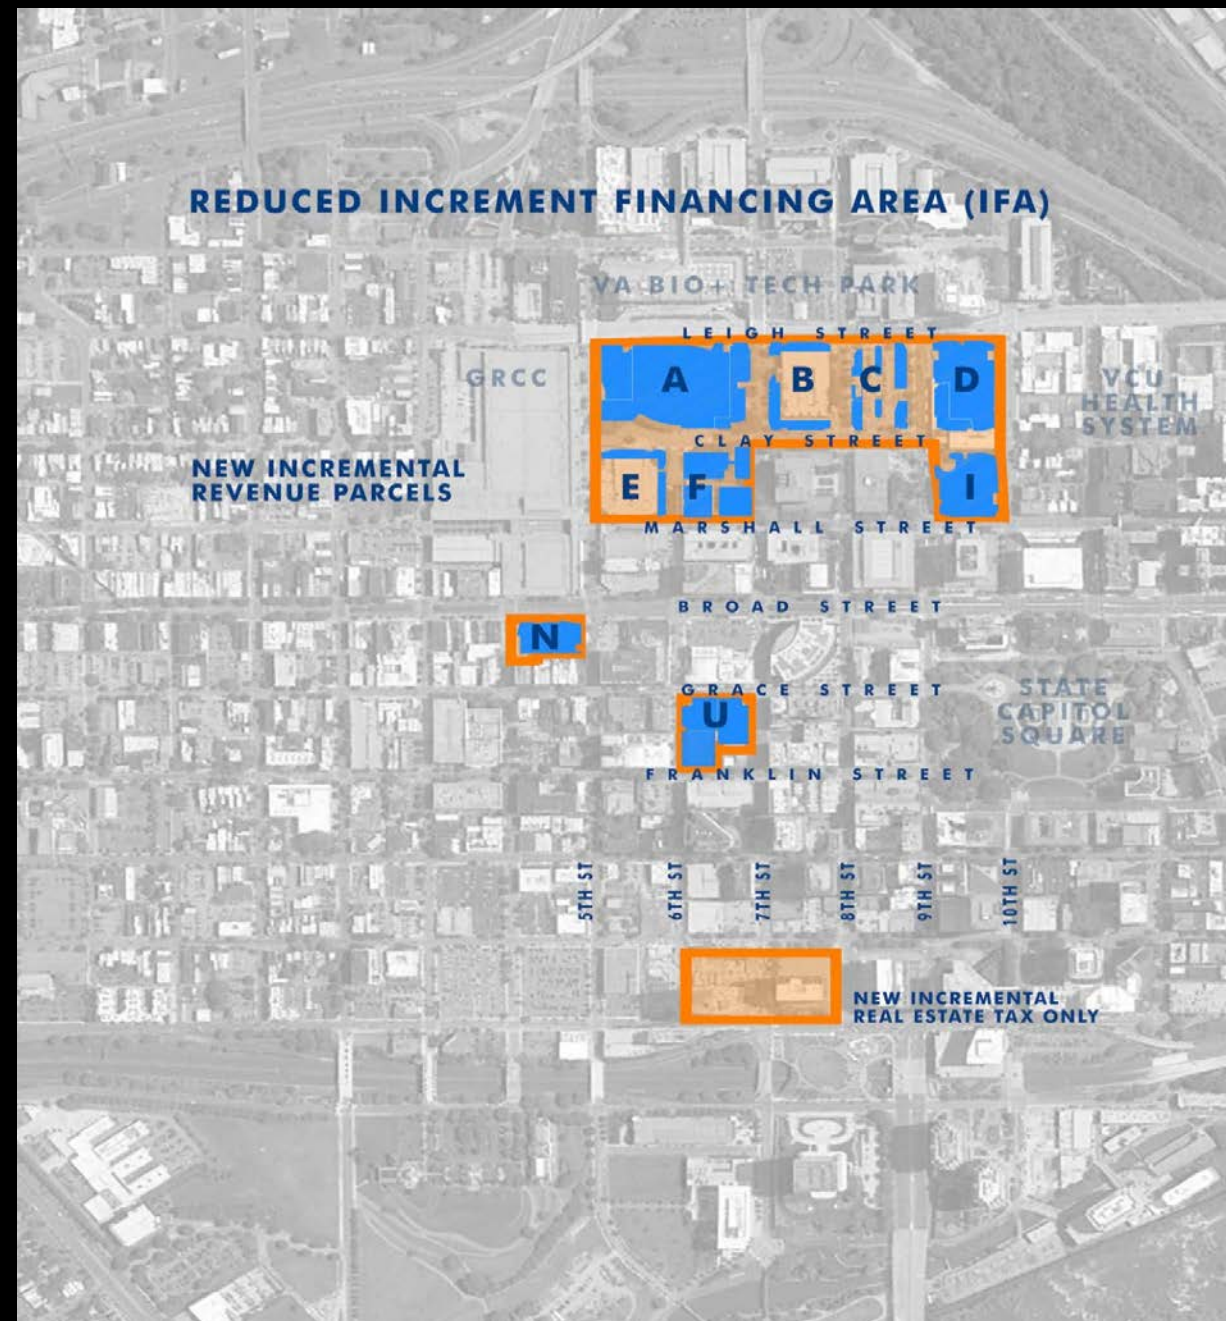 REDUCED INCREMENT FINANCING AREA (IFA)
VA BIO+ TECH PARK
LEIGH STREET
GRCC
A
B
C
D
VCU
HEALTH
SYSTEM
CLAY STREET
NEW INCREMENTAL
REVENUE PARCELS
E
F
I
MARSHALL STREET
BROAD STREET
N
GRACE STREET
U
STATE
CAPITOL
SQUARE
FRANKLIN STREET
5TH ST
6TH ST
7TH ST
8TH ST
9TH ST
10TH ST
NEW INCREMENTAL
REAL ESTATE TAX ONLY